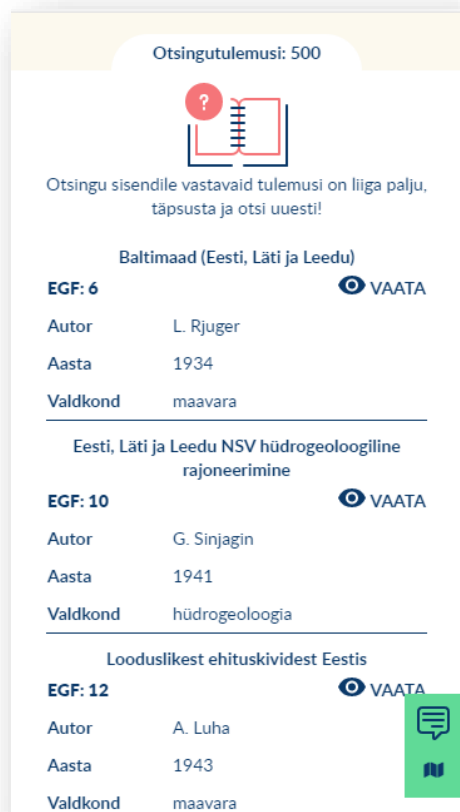 Otsingutulemusi: 500
?
Otsingu sisendile vastavaid tulemusi on liiga palju,
täpsusta ja otsi uuesti!
Baltimaad (Eesti, Läti ja Leedu)
EGF: 6 VAATA
Autor L. Rjuger
Aasta 1934
Valdkond maavara
Eesti, Läti ja Leedu NSV hüdrogeoloogiline
rajoneerimine
EGF: 10 VAATA
Autor G. Sinjagin
Aasta 1941
Valdkond hüdrogeoloogia
Looduslikest ehituskividest Eestis
EGF: 12 VAATA
Autor A. Luha
Aasta 1943
Valdkond maavara